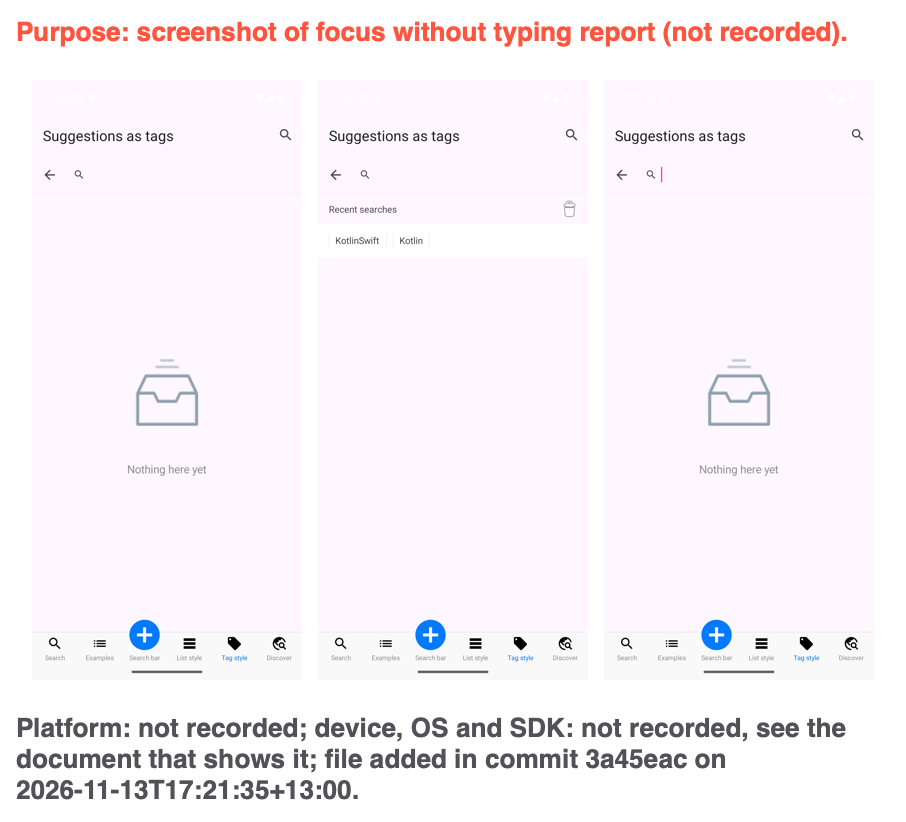 Purpose: screenshot of focus without typing report (not recorded).
Suggestions as tags
Nothing here yet
Search Examples Search bar List style Tag style Discover
Suggestions as tags
Recent searches
KotlinSwift Kotlin
Search Examples Search bar List style Tag style Discover
Suggestions as tags
Nothing here yet
Search Examples Search bar List style Tag style Discover
Platform: not recorded; device, OS and SDK: not recorded, see the
document that shows it; file added in commit 3a45eac on
2026-11-13T17:21:35+13:00.